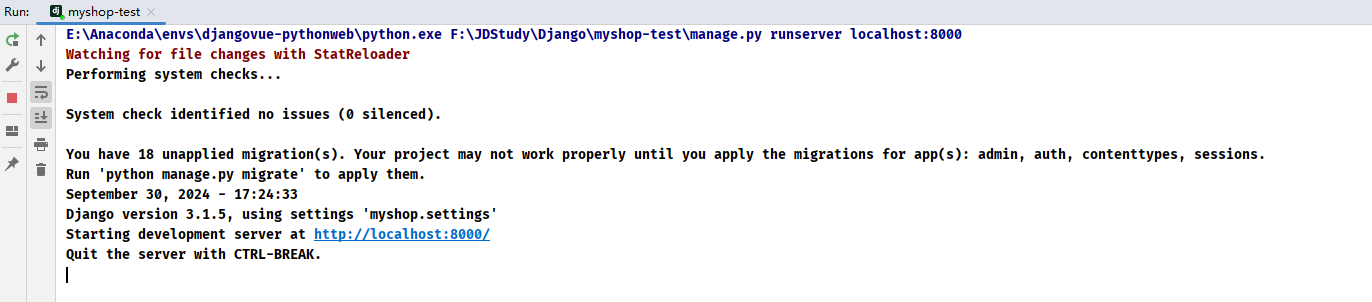 Run:
dj
myshop-test
E:\Anaconda\envs\djangovue-pythonweb\python.exe F:\JDStudy\Django\myshop-test\manage.py runserver localhost:8000
Watching for file changes with StatReloader
Performing system checks...
System check identified no issues (0 silenced).
You have 18 unapplied migration(s). Your project may not work properly until you apply the migrations for app(s): admin, auth, contenttypes, sessions.
Run 'python manage.py migrate' to apply them.
September 30, 2024 - 17:24:33
Django version 3.1.5, using settings 'myshop.settings'
Starting development server at http://localhost:8000/
Quit the server with CTRL-BREAK.